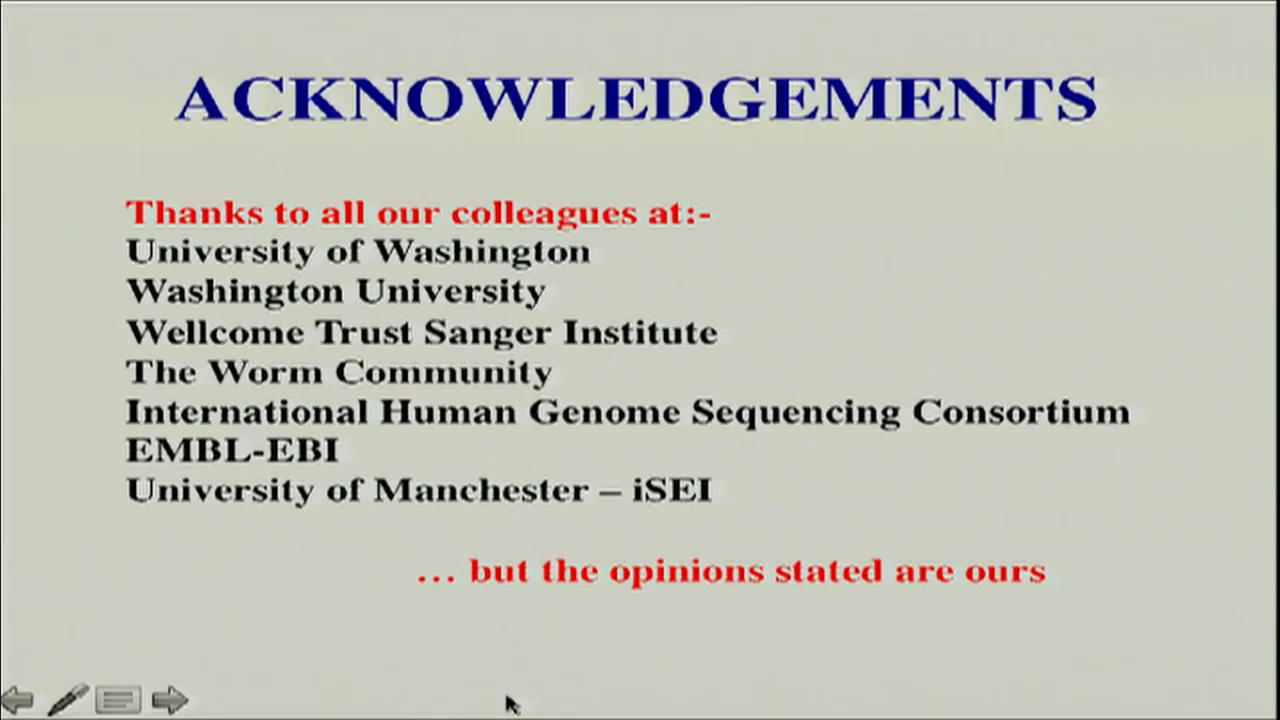 ACKNOWLEDGEMENTS
Thanks to all our colleagues at:-
University of Washington
Washington University
Wellcome Trust Sanger Institute
The Worm Community
International Human Genome Sequencing Consortium
EMBL-EBI
University of Manchester – iSEI
… but the opinions stated are ours